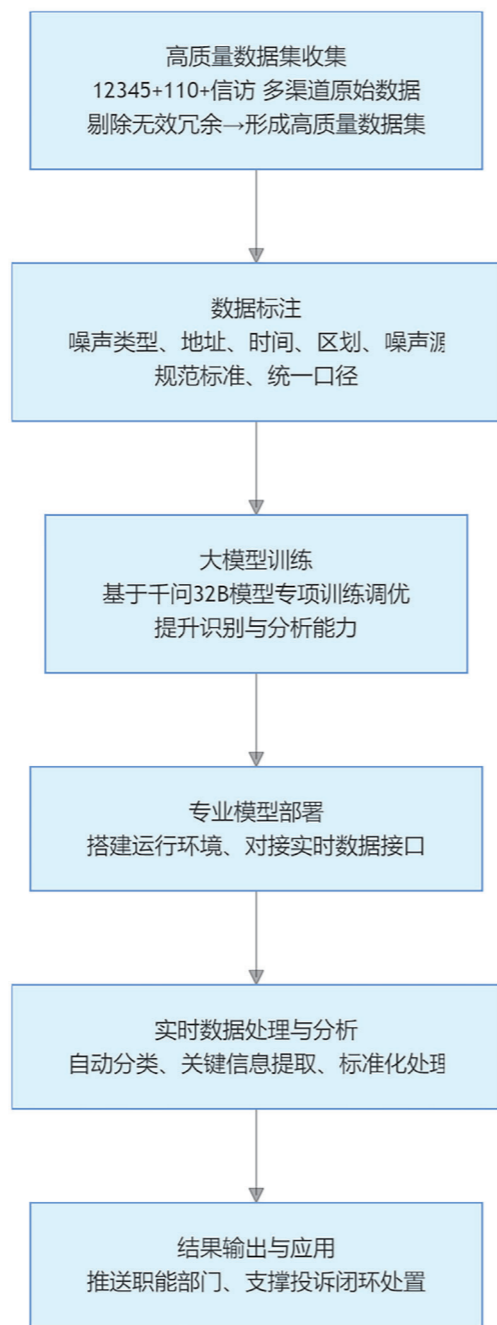 高质量数据集收集
12345+110+信访 多渠道原始数据
剔除无效冗余→形成高质量数据集
数据标注
噪声类型、地址、时间、区划、噪声源
规范标准、统一口径
大模型训练
基于千问32B模型专项训练调优
提升识别与分析能力
专业模型部署
搭建运行环境、对接实时数据接口
实时数据处理与分析
自动分类、关键信息提取、标准化处理
结果输出与应用
推送职能部门、支撑投诉闭环处置